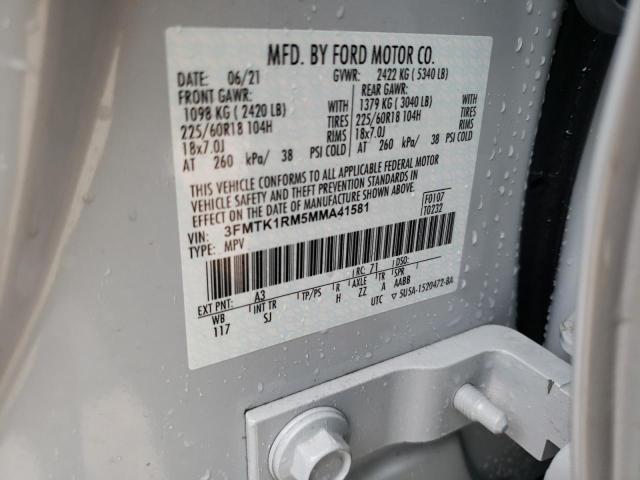 MFD. BY FORD MOTOR CO.
DATE: 06/21 GVWR: 2422 KG ( 5340 LB)
FRONT GAWR: REAR GAWR:
1098 KG ( 2420 LB) WITH 1379 KG ( 3040 LB) WITH
225/60R18 104H TIRES 225/60R18 104H TIRES
18x7.0J RIMS 18x7.0J RIMS
AT 260 kPa/ 38 PSI COLD AT 260 kPa/ 38 PSI COLD
THIS VEHICLE CONFORMS TO ALL APPLICABLE FEDERAL MOTOR
VEHICLE SAFETY AND THEFT PREVENTION STANDARDS IN
EFFECT ON THE DATE OF MANUFACTURE SHOWN ABOVE.
VIN: 3FMTK1RM5MMA41581 F0107
TYPE: MPV T0232
EXT PNT: A3 RC: 71 DSO:
WB INT TR TP/PS R AXLE TR SPR
117 SJ H ZZ A AABB
UTC ▽ 5U5A-1520472-BA